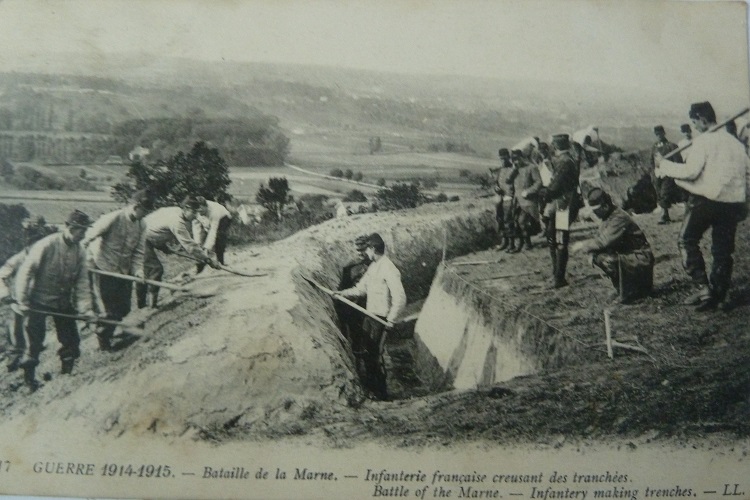 17 GUERRE 1914-1915. — Bataille de la Marne. — Infanterie française creusant des tranchées.
Battle of the Marne. — Infantry making trenches. — LL.